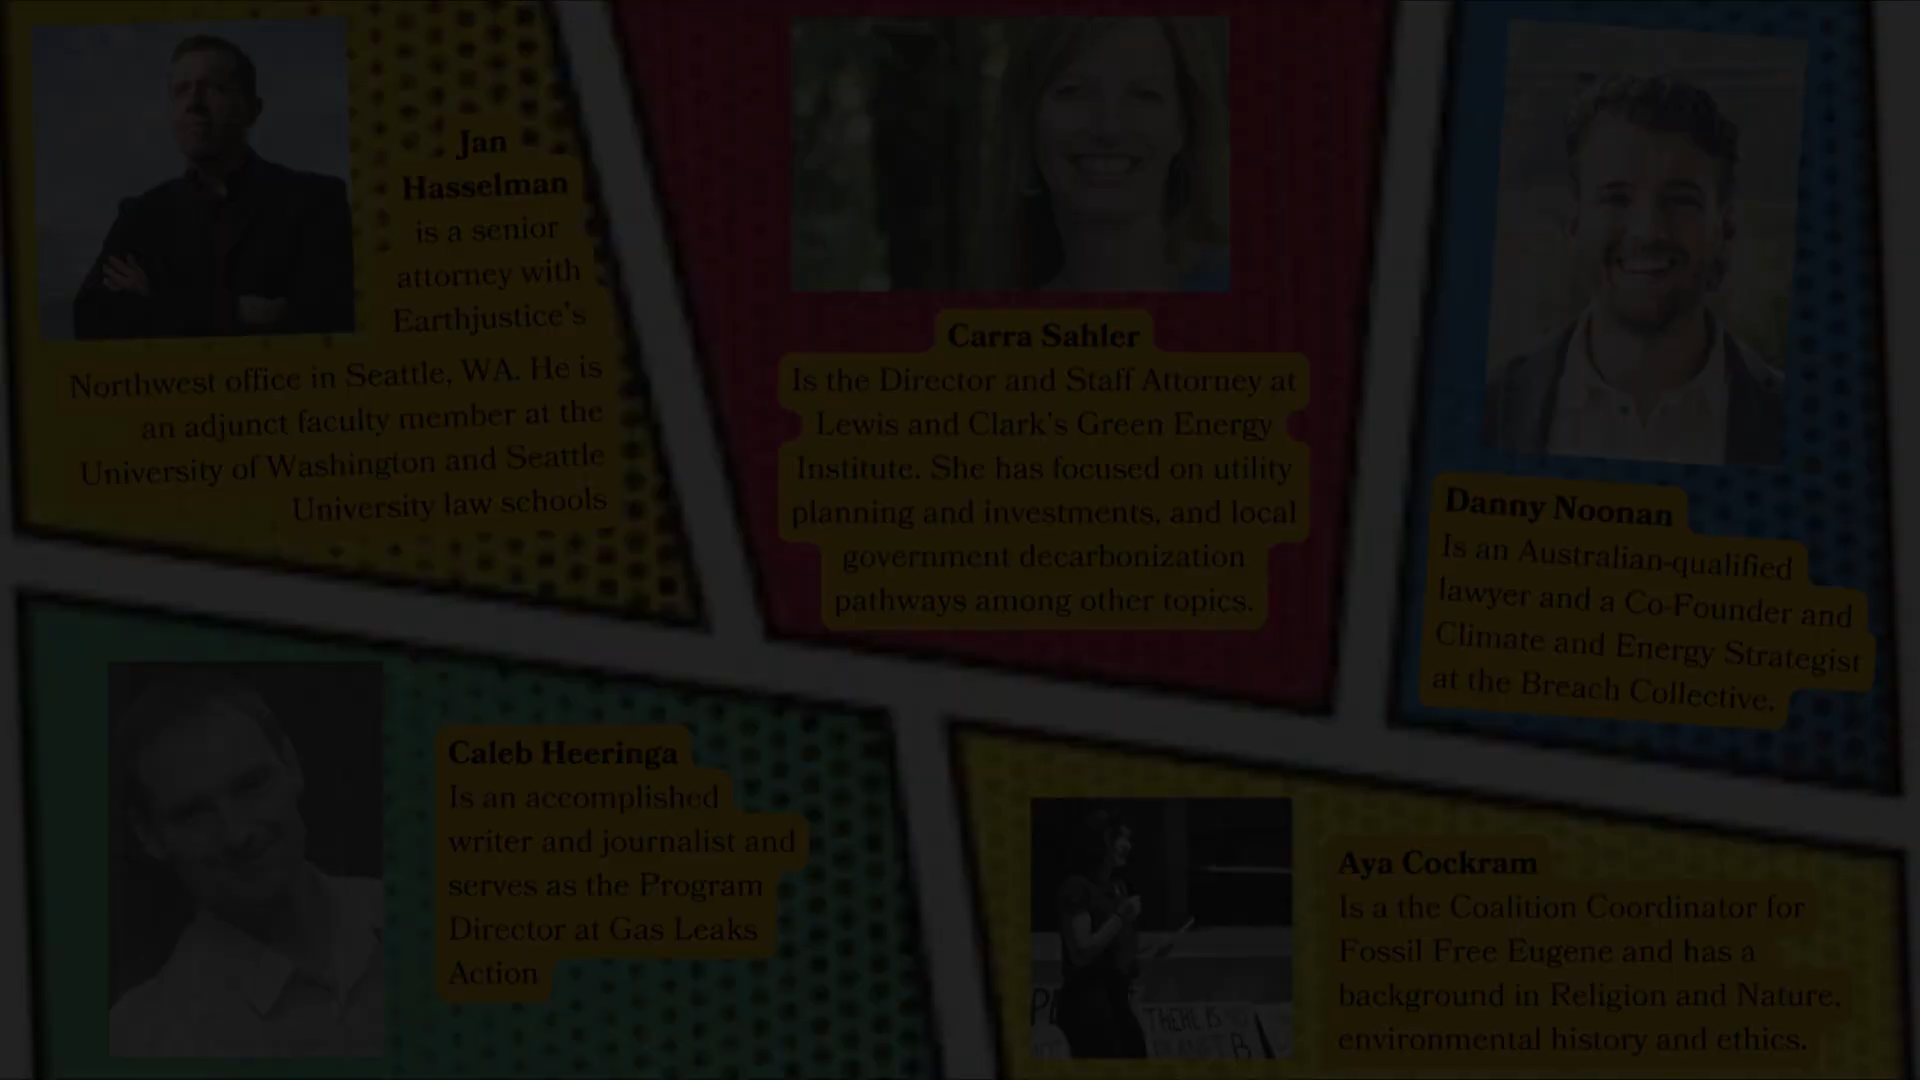 Jan
Hasselman
is a senior
attorney with
Earthjustice's
Northwest office in Seattle, WA. He is
an adjunct faculty member at the
University of Washington and Seattle
University law schools
Carra Sahler
Is the Director and Staff Attorney at
Lewis and Clark's Green Energy
Institute. She has focused on utility
planning and investments, and local
government decarbonization
pathways among other topics.
Danny Noonan
Is an Australian-qualified
lawyer and a Co-Founder and
Climate and Energy Strategist
at the Breach Collective.
Caleb Heeringa
Is an accomplished
writer and journalist and
serves as the Program
Director at Gas Leaks
Action
Aya Cockram
Is a the Coalition Coordinator for
Fossil Free Eugene and has a
background in Religion and Nature,
environmental history and ethics.
THERE IS
PLANET B